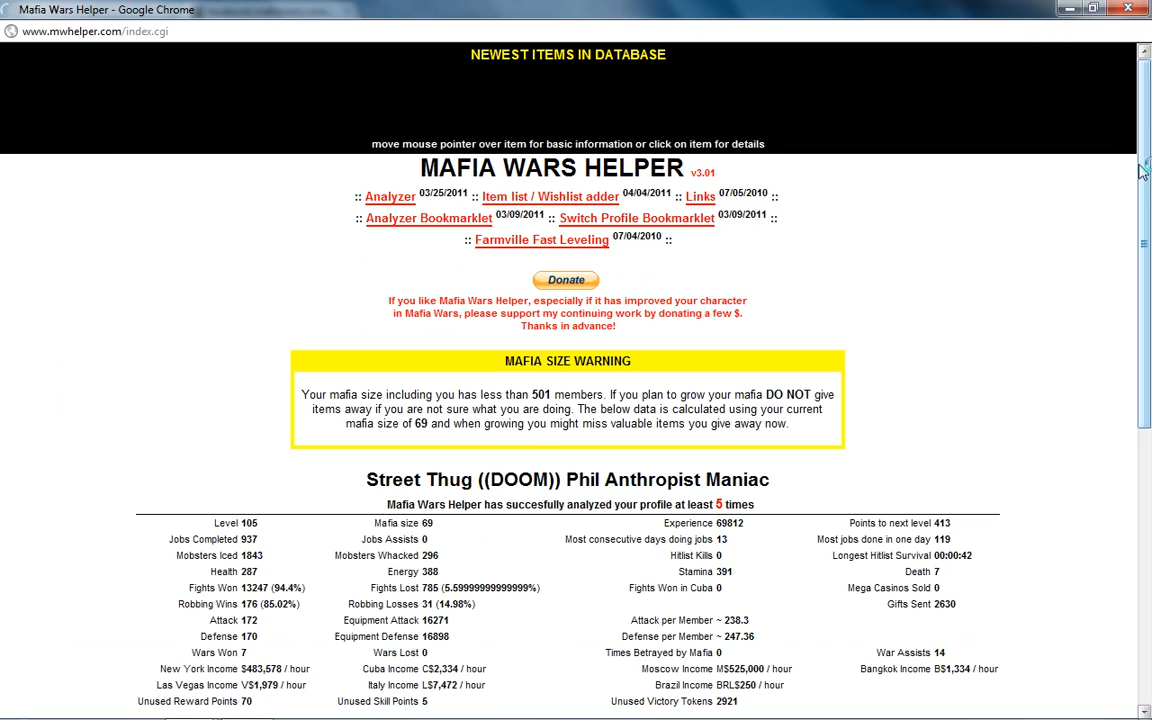 Mafia Wars Helper - Google Chrome
www.mwhelper.com/index.cgi
NEWEST ITEMS IN DATABASE
move mouse pointer over item for basic information or click on item for details
MAFIA WARS HELPER v3.01
:: Analyzer 03/25/2011 :: Item list / Wishlist adder 04/04/2011 :: Links 07/05/2010 ::
:: Analyzer Bookmarklet 03/09/2011 :: Switch Profile Bookmarklet 03/09/2011 ::
:: Farmville Fast Leveling 07/04/2010 ::
Donate
If you like Mafia Wars Helper, especially if it has improved your character
in Mafia Wars, please support my continuing work by donating a few $.
Thanks in advance!
MAFIA SIZE WARNING
Your mafia size including you has less than 501 members. If you plan to grow your mafia DO NOT give
items away if you are not sure what you are doing. The below data is calculated using your current
mafia size of 69 and when growing you might miss valuable items you give away now.
Street Thug ((DOOM)) Phil Anthropist Maniac
Mafia Wars Helper has succesfully analyzed your profile at least 5 times
Level 105 Mafia size 69 Experience 69812 Points to next level 413
Jobs Completed 937 Jobs Assists 0 Most consecutive days doing jobs 13 Most jobs done in one day 119
Mobsters Iced 1843 Mobsters Whacked 296 Hitlist Kills 0 Longest Hitlist Survival 00:00:42
Health 287 Energy 388 Stamina 391 Death 7
Fights Won 13247 (94.4%) Fights Lost 785 (5.59999999999999%) Fights Won in Cuba 0 Mega Casinos Sold 0
Robbing Wins 176 (85.02%) Robbing Losses 31 (14.98%) Gifts Sent 2630
Attack 172 Equipment Attack 16271 Attack per Member ~ 238.3
Defense 170 Equipment Defense 16898 Defense per Member ~ 247.36
Wars Won 7 Wars Lost 0 Times Betrayed by Mafia 0 War Assists 14
New York Income $483,578 / hour Cuba Income C$2,334 / hour Moscow Income M$525,000 / hour Bangkok Income B$1,334 / hour
Las Vegas Income V$1,979 / hour Italy Income L$7,472 / hour Brazil Income BRL$250 / hour
Unused Reward Points 70 Unused Skill Points 5 Unused Victory Tokens 2921